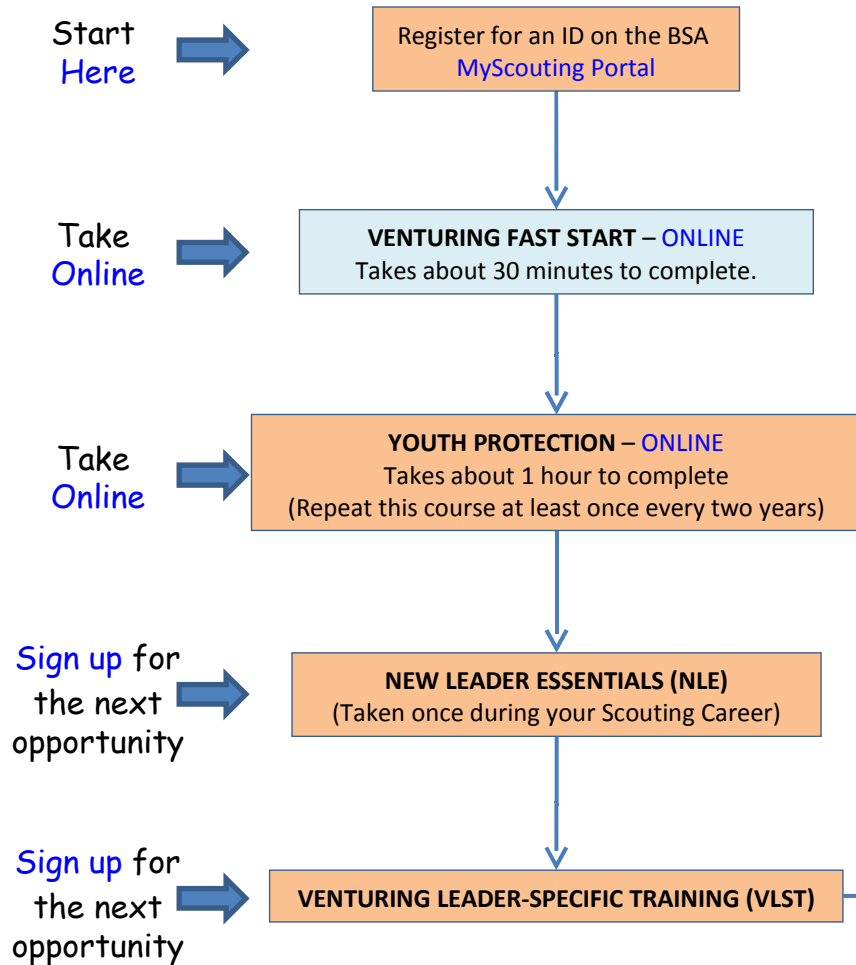 Start
Here
Register for an ID on the BSA
MyScouting Portal
Take
Online
VENTURING FAST START – ONLINE
Takes about 30 minutes to complete.
Take
Online
YOUTH PROTECTION – ONLINE
Takes about 1 hour to complete
(Repeat this course at least once every two years)
Sign up for
the next
opportunity
NEW LEADER ESSENTIALS (NLE)
(Taken once during your Scouting Career)
Sign up for
the next
opportunity
VENTURING LEADER-SPECIFIC TRAINING (VLST)